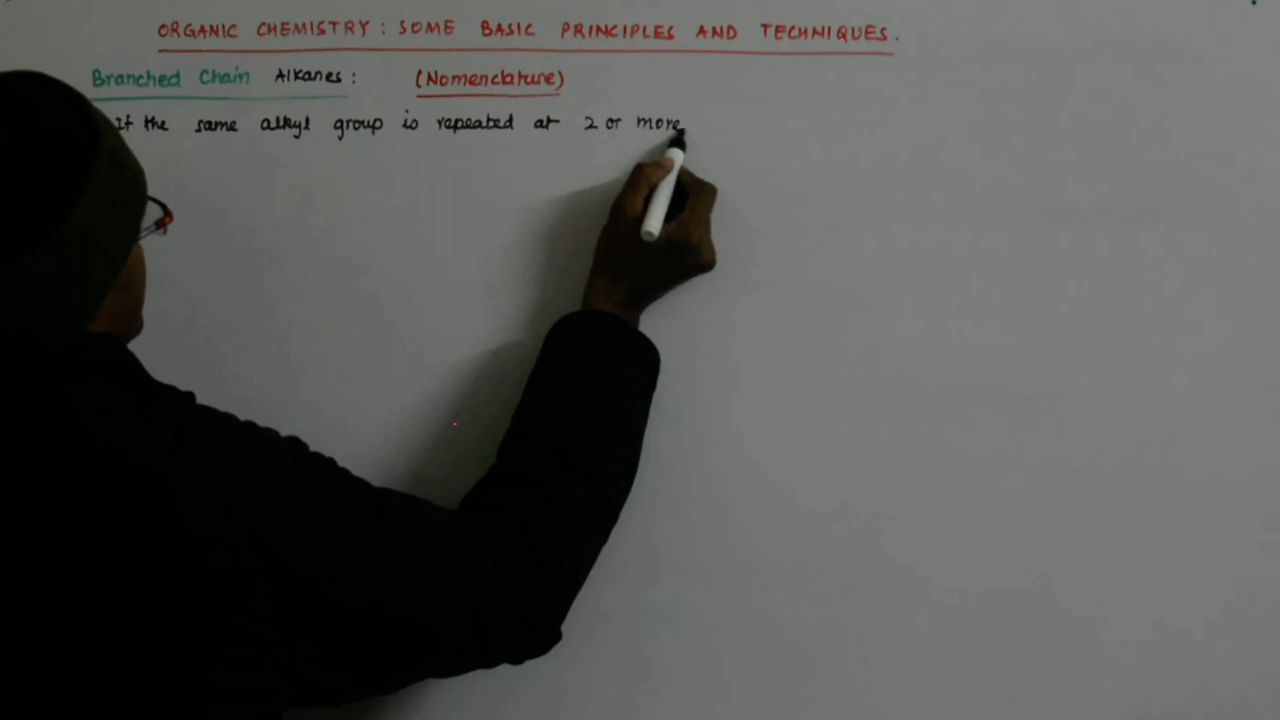 ORGANIC CHEMISTRY : SOME BASIC PRINCIPLES AND TECHNIQUES.
Branched Chain Alkanes : (Nomenclature)
If the same alkyl group is repeated at 2 or more